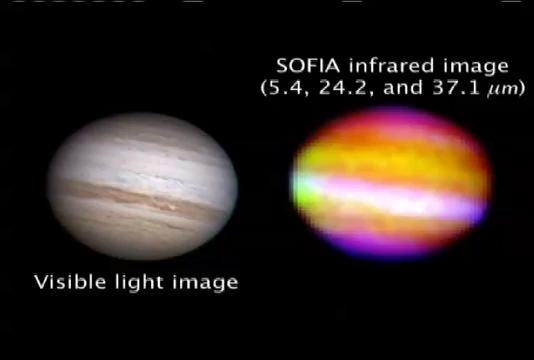 SOFIA infrared image
(5.4, 24.2, and 37.1 μm)
Visible light image